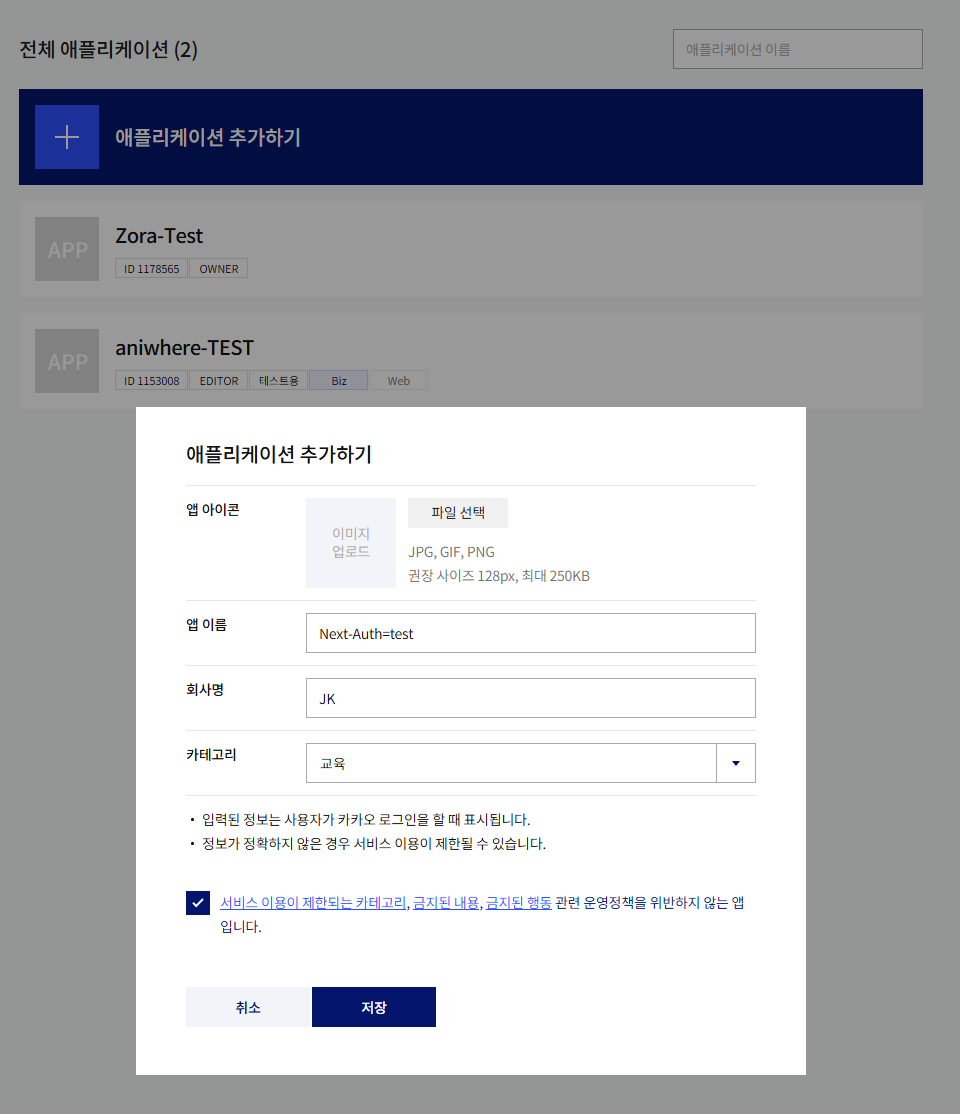 전체 애플리케이션 (2)
애플리케이션 이름
애플리케이션 추가하기
APP
Zora-Test
ID 1178565 OWNER
APP
aniwhere-TEST
ID 1153008 EDITOR 테스트용 Biz Web
애플리케이션 추가하기
앱 아이콘
이미지
업로드
파일 선택
JPG, GIF, PNG
권장 사이즈 128px, 최대 250KB
앱 이름
Next-Auth=test
회사명
JK
카테고리
교육
• 입력된 정보는 사용자가 카카오 로그인을 할 때 표시됩니다.
• 정보가 정확하지 않은 경우 서비스 이용이 제한될 수 있습니다.
서비스 이용이 제한되는 카테고리, 금지된 내용, 금지된 행동 관련 운영정책을 위반하지 않는 앱
입니다.
취소
저장